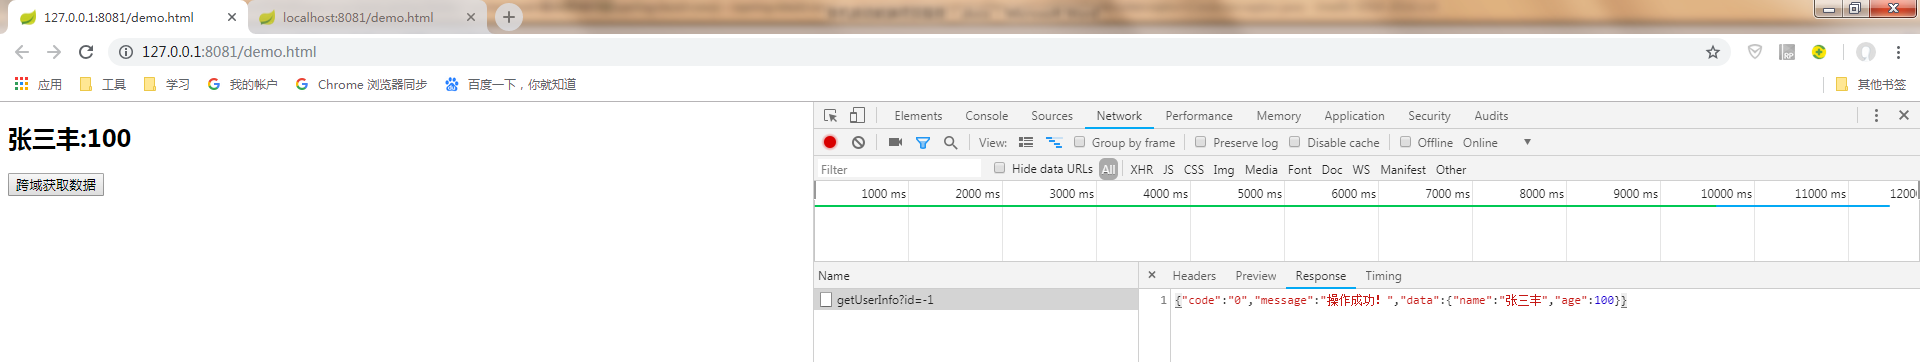 127.0.0.1:8081/demo.html
localhost:8081/demo.html
127.0.0.1:8081/demo.html
应用 工具 学习 我的帐户 Chrome 浏览器同步 百度一下，你就知道 其他书签
Elements Console Sources Network Performance Memory Application Security Audits
张三丰:100
View: Group by frame Preserve log Disable cache Offline Online
Filter Hide data URLs All XHR JS CSS Img Media Font Doc WS Manifest Other
跨域获取数据
1000 ms 2000 ms 3000 ms 4000 ms 5000 ms 6000 ms 7000 ms 8000 ms 9000 ms 10000 ms 11000 ms 1200
Name Headers Preview Response Timing
getUserInfo?id=-1
1 {"code":"0","message":"操作成功！","data":{"name":"张三丰","age":100}}